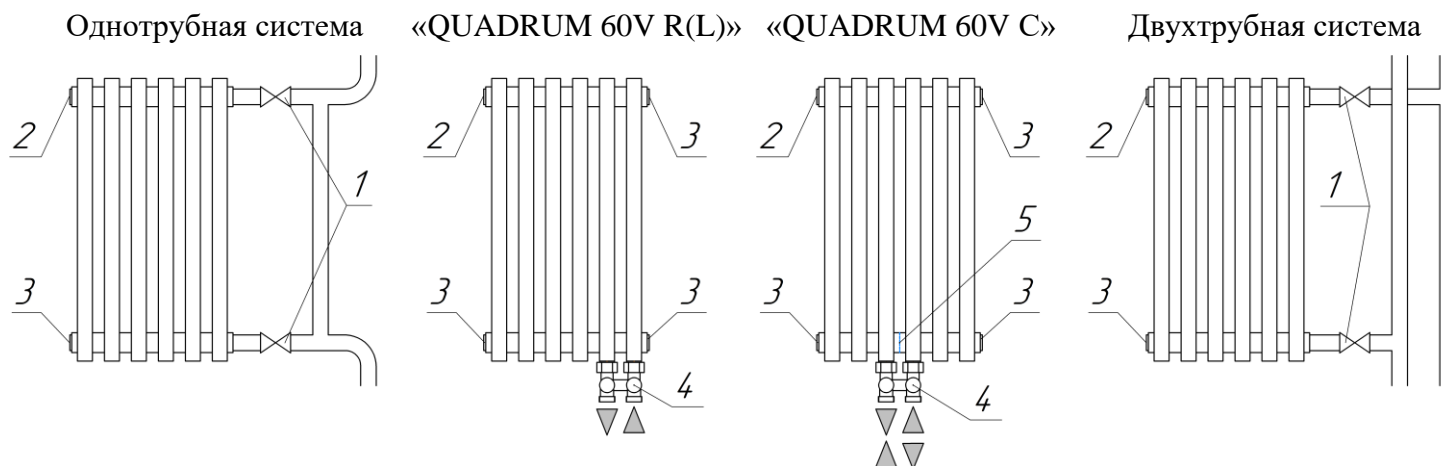 Однотрубная система «QUADRUM 60V R(L)» «QUADRUM 60V C» Двухтрубная система
2 2 3 2 3 2
1 1
5
3 3 3 3 3 3
4 4